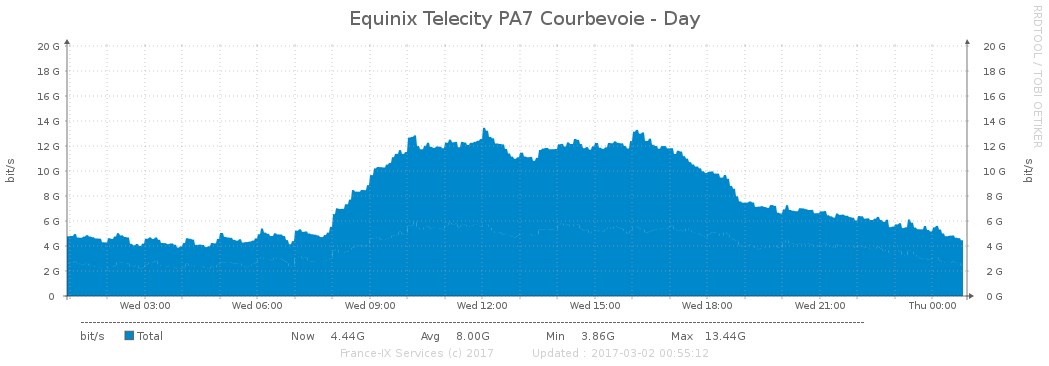 Equinix Telecity PA7 Courbevoie - Day
RRDTOOL / TOBI OETIKER
20 G 20 G
18 G 18 G
16 G 16 G
14 G 14 G
12 G 12 G
10 G 10 G
8 G 8 G
6 G 6 G
4 G 4 G
2 G 2 G
0 0 G
bit/s
bit/s
Wed 03:00 Wed 06:00 Wed 09:00 Wed 12:00 Wed 15:00 Wed 18:00 Wed 21:00 Thu 00:00
bit/s Total Now 4.44G Avg 8.00G Min 3.86G Max 13.44G
France-IX Services (c) 2017 Updated : 2017-03-02 00:55:12